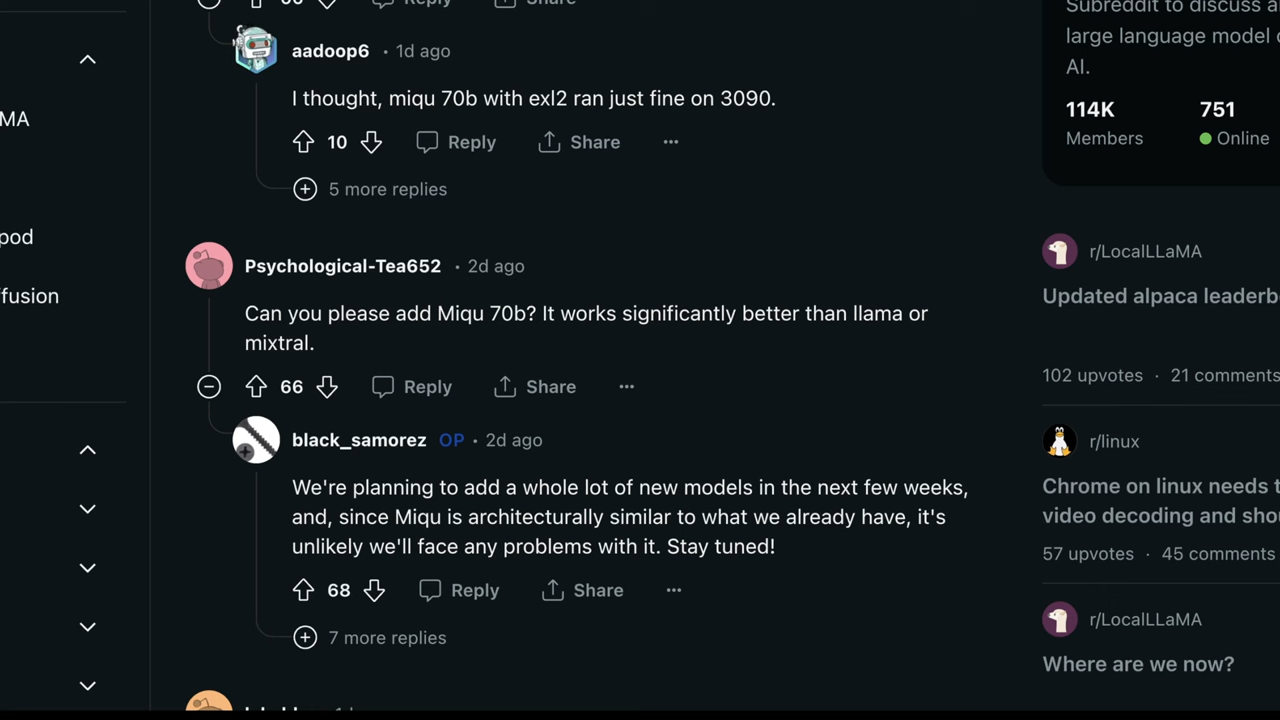 Reply
Share
aadoop6 • 1d ago
I thought, miqu 70b with exl2 ran just fine on 3090.
10 Reply Share
5 more replies
Psychological-Tea652 • 2d ago
Can you please add Miqu 70b? It works significantly better than llama or
mixtral.
66 Reply Share
black_samorez OP • 2d ago
We're planning to add a whole lot of new models in the next few weeks,
and, since Miqu is architecturally similar to what we already have, it's
unlikely we'll face any problems with it. Stay tuned!
68 Reply Share
7 more replies
MA
pod
fusion
Subreddit to discuss
large language model
AI.
114K 751
Members Online
r/LocalLLaMA
Updated alpaca leaderb
102 upvotes · 21 comments
r/linux
Chrome on linux needs
video decoding and sho
57 upvotes · 45 comments
r/LocalLLaMA
Where are we now?